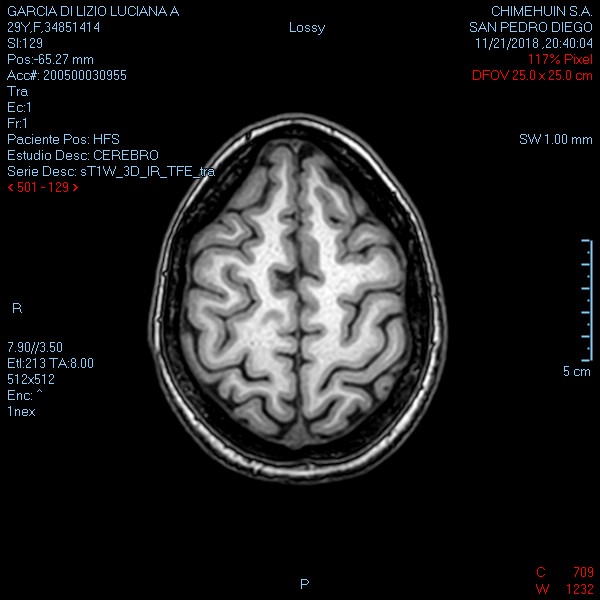 GARCIA DI LIZIO LUCIANA A
29Y,F,34851414
Sl:129
Pos:-65.27 mm
Acc#: 200500030955
Tra
Ec:1
Fr:1
Paciente Pos: HFS
Estudio Desc: CEREBRO
Serie Desc: sT1W_3D_IR_TFE_tra
< 501 - 129 >
Lossy
CHIMEHUIN S.A.
SAN PEDRO DIEGO
11/21/2018 ,20:40:04
117% Pixel
DFOV 25.0 x 25.0 cm
SW 1.00 mm
R
5 cm
7.90//3.50
Etl:213 TA:8.00
512x512
Enc: ^
1nex
P
C 709
W 1232